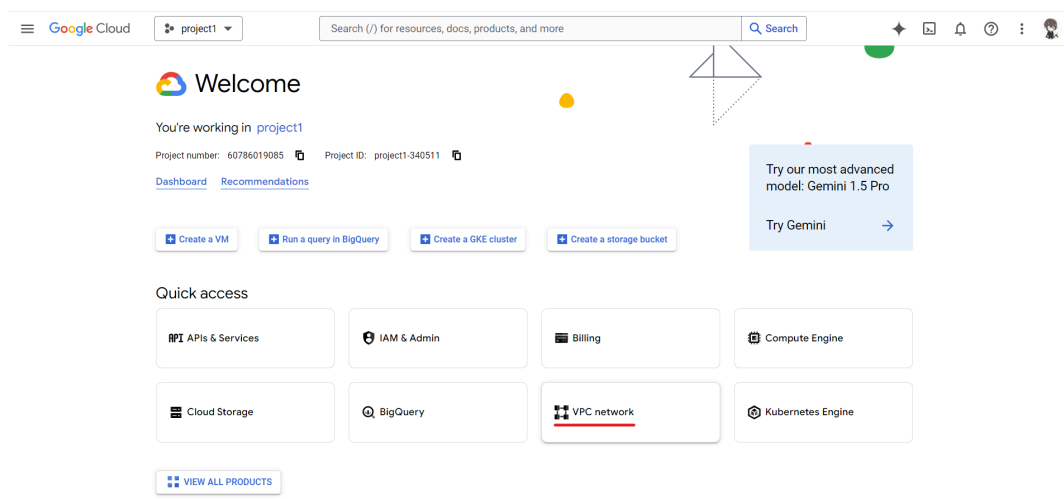 Google Cloud
project1
Search (/) for resources, docs, products, and more
Search
Welcome
You're working in project1
Project number: 60786019085
Project ID: project1-340511
Dashboard
Recommendations
Try our most advanced
model: Gemini 1.5 Pro
Try Gemini
Create a VM
Run a query in BigQuery
Create a GKE cluster
Create a storage bucket
Quick access
API APIs & Services
IAM & Admin
Billing
Compute Engine
Cloud Storage
BigQuery
VPC network
Kubernetes Engine
VIEW ALL PRODUCTS